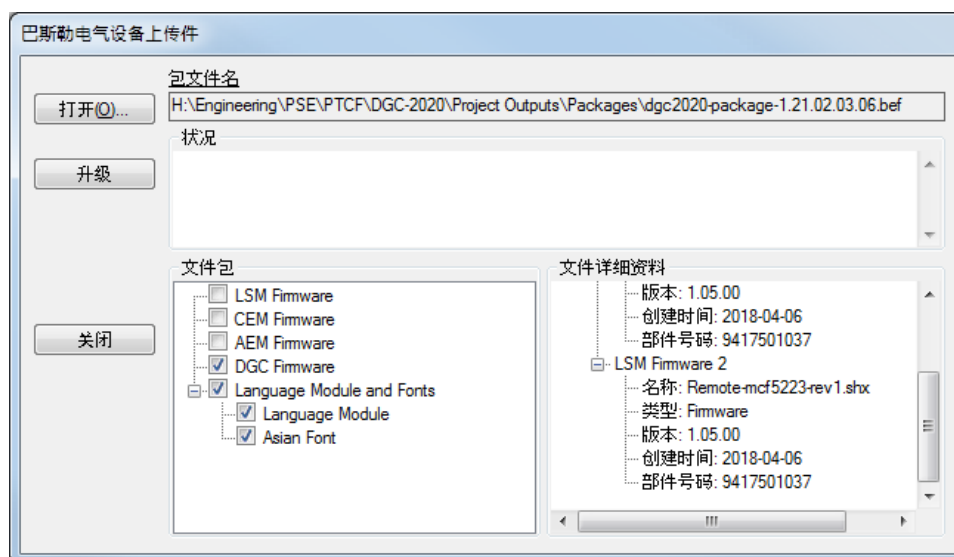 巴斯勒电气设备上传件
包文件名
打开(O)...
H:\Engineering\PSE\PTCF\DGC-2020\Project Outputs\Packages\dgc2020-package-1.21.02.03.06.bef
状况
升级
文件包
LSM Firmware
CEM Firmware
AEM Firmware
DGC Firmware
Language Module and Fonts
Language Module
Asian Font
文件详细资料
版本: 1.05.00
创建时间: 2018-04-06
部件号码: 9417501037
LSM Firmware 2
名称: Remote-mcf5223-rev1.shx
类型: Firmware
版本: 1.05.00
创建时间: 2018-04-06
部件号码: 9417501037
关闭